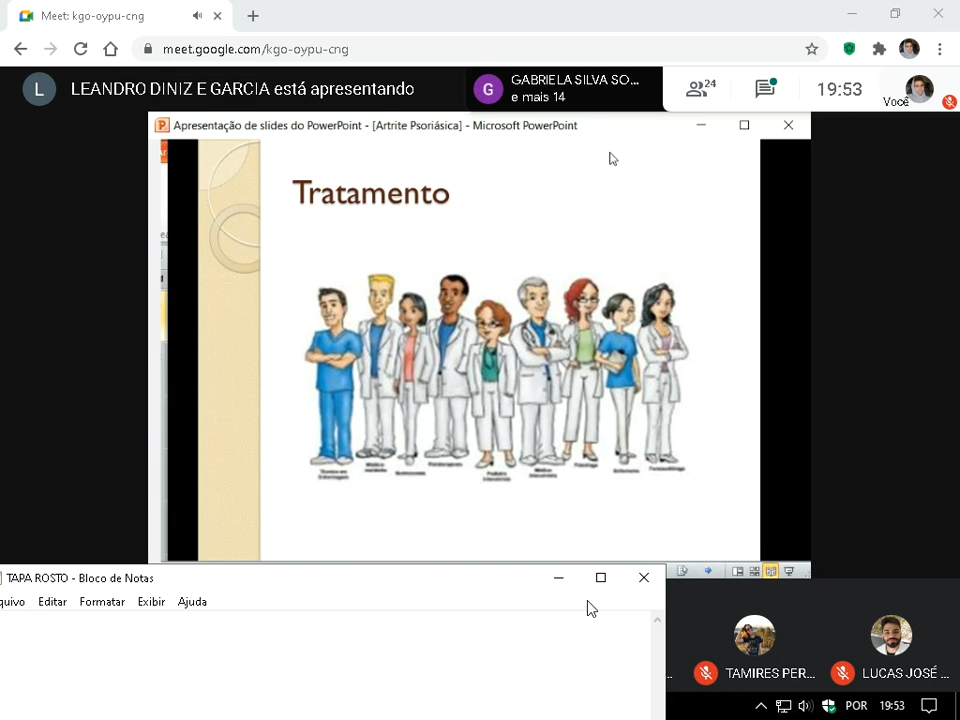 Meet: kgo-oypu-cng
meet.google.com/kgo-oypu-cng
L
LEANDRO DINIZ E GARCIA está apresentando
G
GABRIELA SILVA SO...
e mais 14
24
19:53
Você
Apresentação de slides do PowerPoint - [Artrite Psoriásica] - Microsoft PowerPoint
Tratamento
TAPA ROSTO - Bloco de Notas
quivo Editar Formatar Exibir Ajuda
TAMIRES PER...
LUCAS JOSÉ ...
POR
19:53